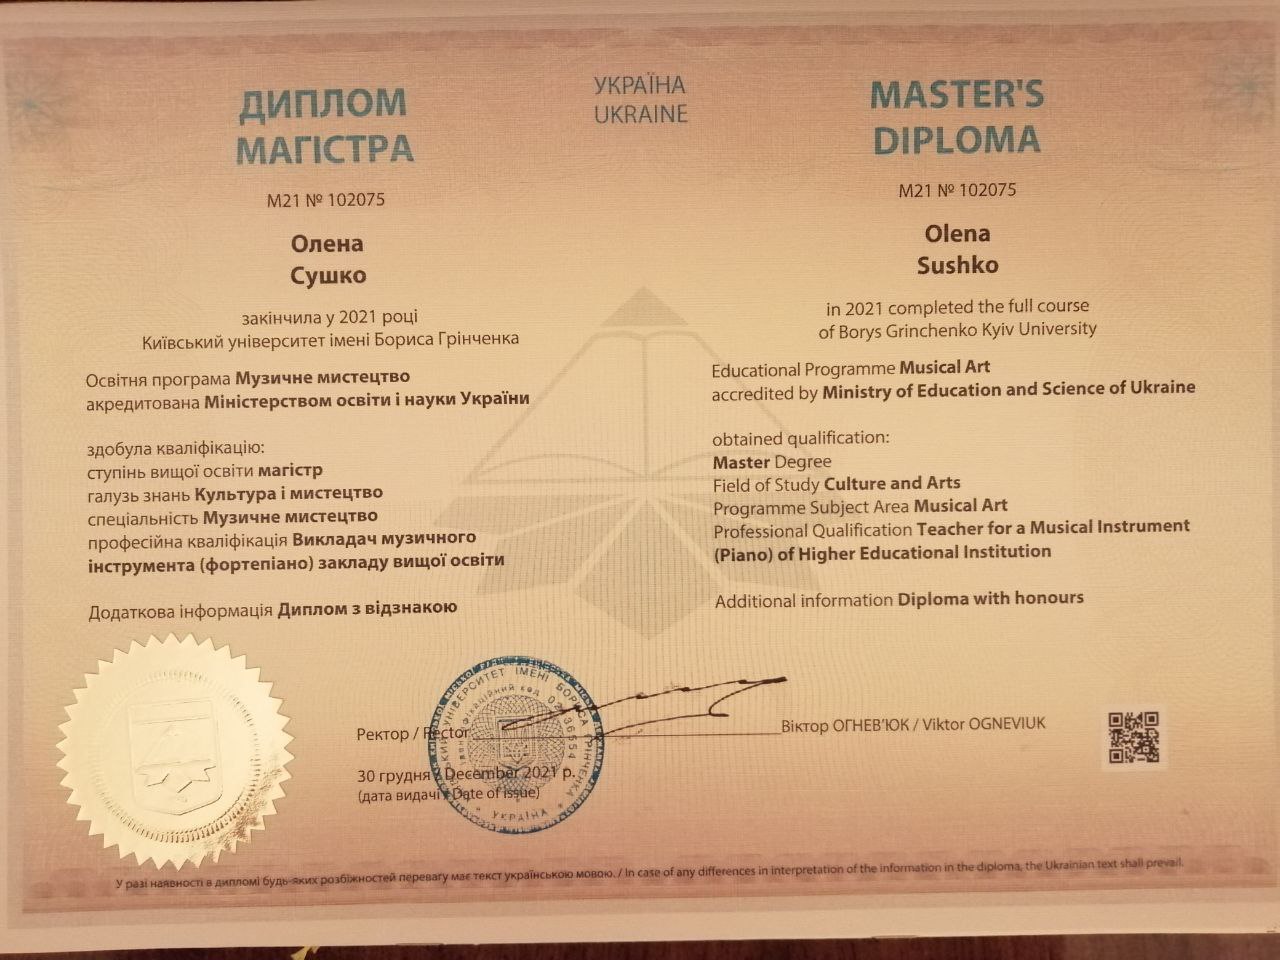 УКРАЇНА
UKRAINE
ДИПЛОМ
МАГІСТРА
М21 № 102075
Олена
Сушко
закінчила у 2021 році
Київський університет імені Бориса Грінченка
Освітня програма Музичне мистецтво
акредитована Міністерством освіти і науки України
здобула кваліфікацію:
ступінь вищої освіти магістр
галузь знань Культура і мистецтво
спеціальність Музичне мистецтво
професійна кваліфікація Викладач музичного
інструмента (фортепіано) закладу вищої освіти
Додаткова інформація Диплом з відзнакою
MASTER'S
DIPLOMA
M21 № 102075
Olena
Sushko
in 2021 completed the full course
of Borys Grinchenko Kyiv University
Educational Programme Musical Art
accredited by Ministry of Education and Science of Ukraine
obtained qualification:
Master Degree
Field of Study Culture and Arts
Programme Subject Area Musical Art
Professional Qualification Teacher for a Musical Instrument
(Piano) of Higher Educational Institution
Additional information Diploma with honours
Ректор / Rector
Віктор ОГНЕВ'ЮК / Viktor OGNEVIUK
30 грудня / December 2021 р.
(дата видачі / Date of issue)
УНІВЕРСИТЕТ ІМЕНІ БОРИСА ГРІНЧЕНКА
УКРАЇНА
У разі наявності в дипломі будь-яких розбіжностей перевагу має текст українською мовою. / In case of any differences in interpretation of the information in the diploma, the Ukrainian text shall prevail.